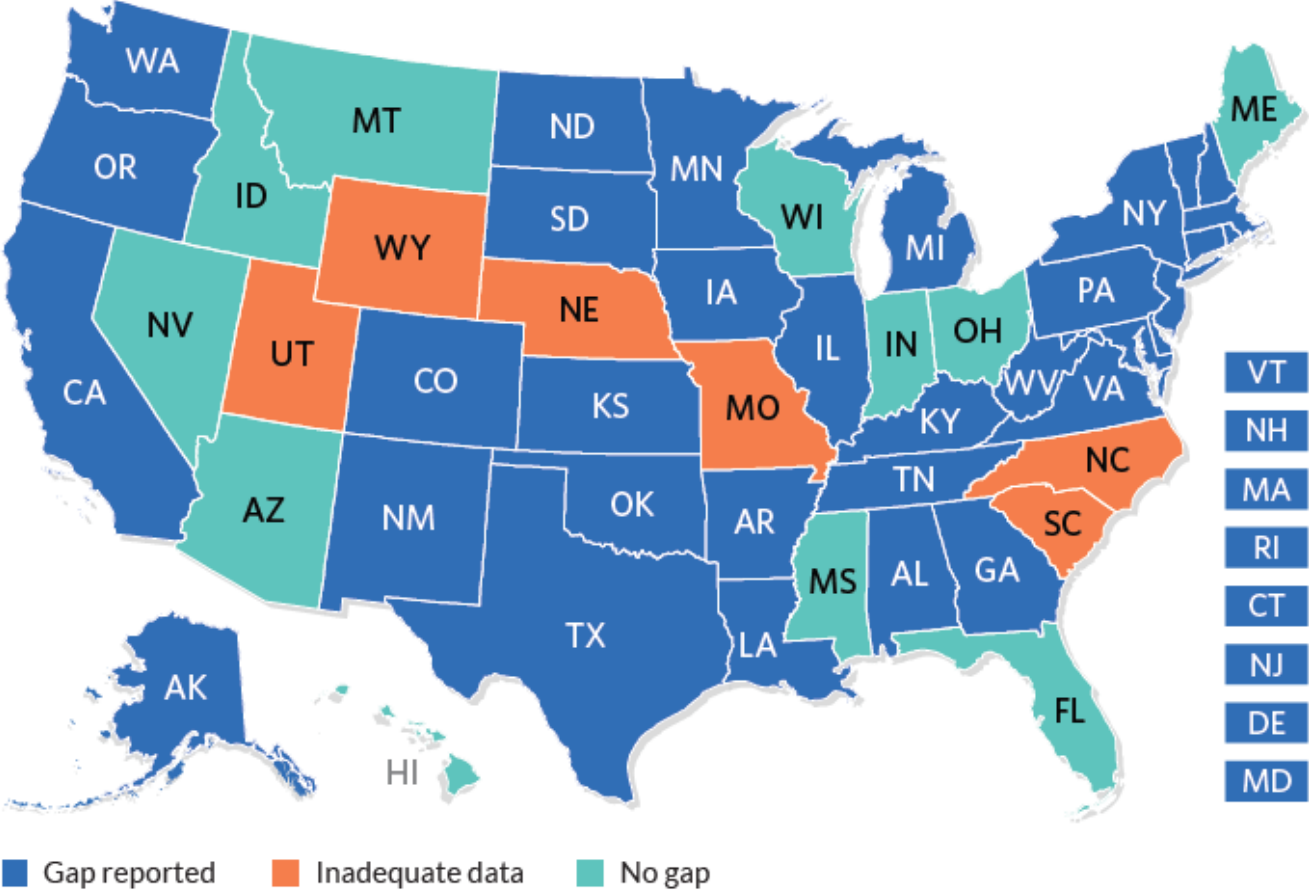 WA
MT
ME
ND
OR
MN
ID
WI
NY
SD
WY
MI
IA
PA
NE
NV
OH
IN
IL
UT
VT
CO
WV
VA
CA
KS
MO
KY
NH
NC
TN
MA
OK
AZ
NM
AR
SC
RI
GA
AL
MS
CT
TX
LA
NJ
AK
FL
DE
HI
MD
Gap reported
Inadequate data
No gap